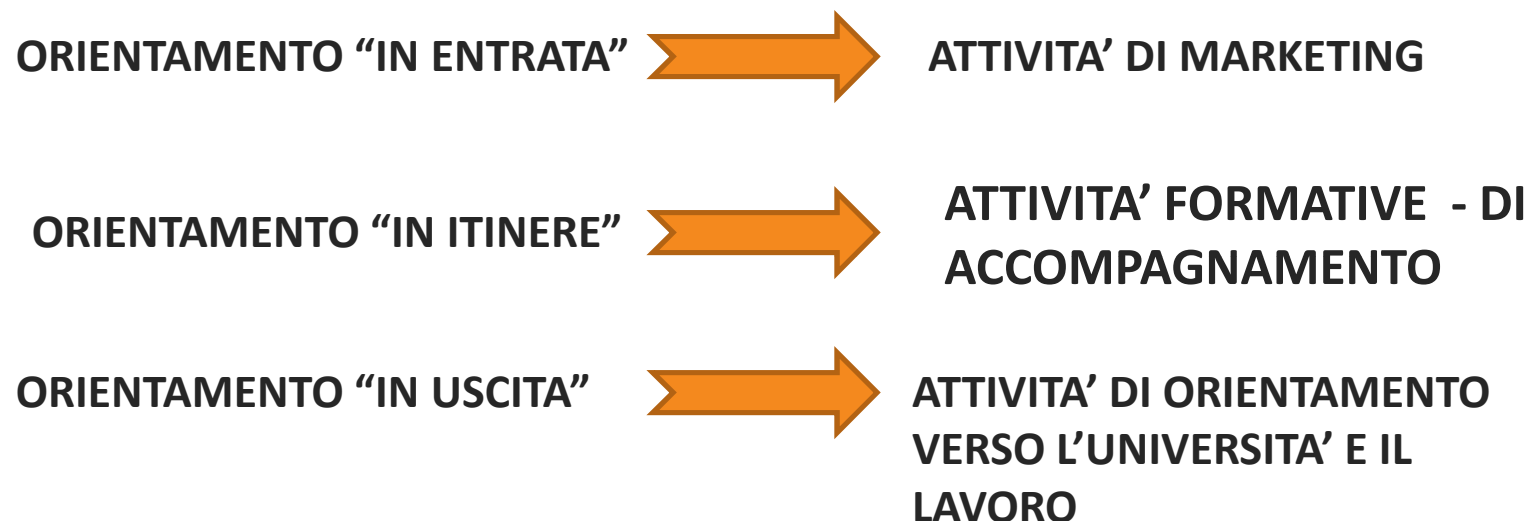 ORIENTAMENTO “IN ENTRATA”
ATTIVITA’ DI MARKETING
ORIENTAMENTO “IN ITINERE”
ATTIVITA’ FORMATIVE - DI
ACCOMPAGNAMENTO
ORIENTAMENTO “IN USCITA”
ATTIVITA’ DI ORIENTAMENTO
VERSO L’UNIVERSITA’ E IL
LAVORO